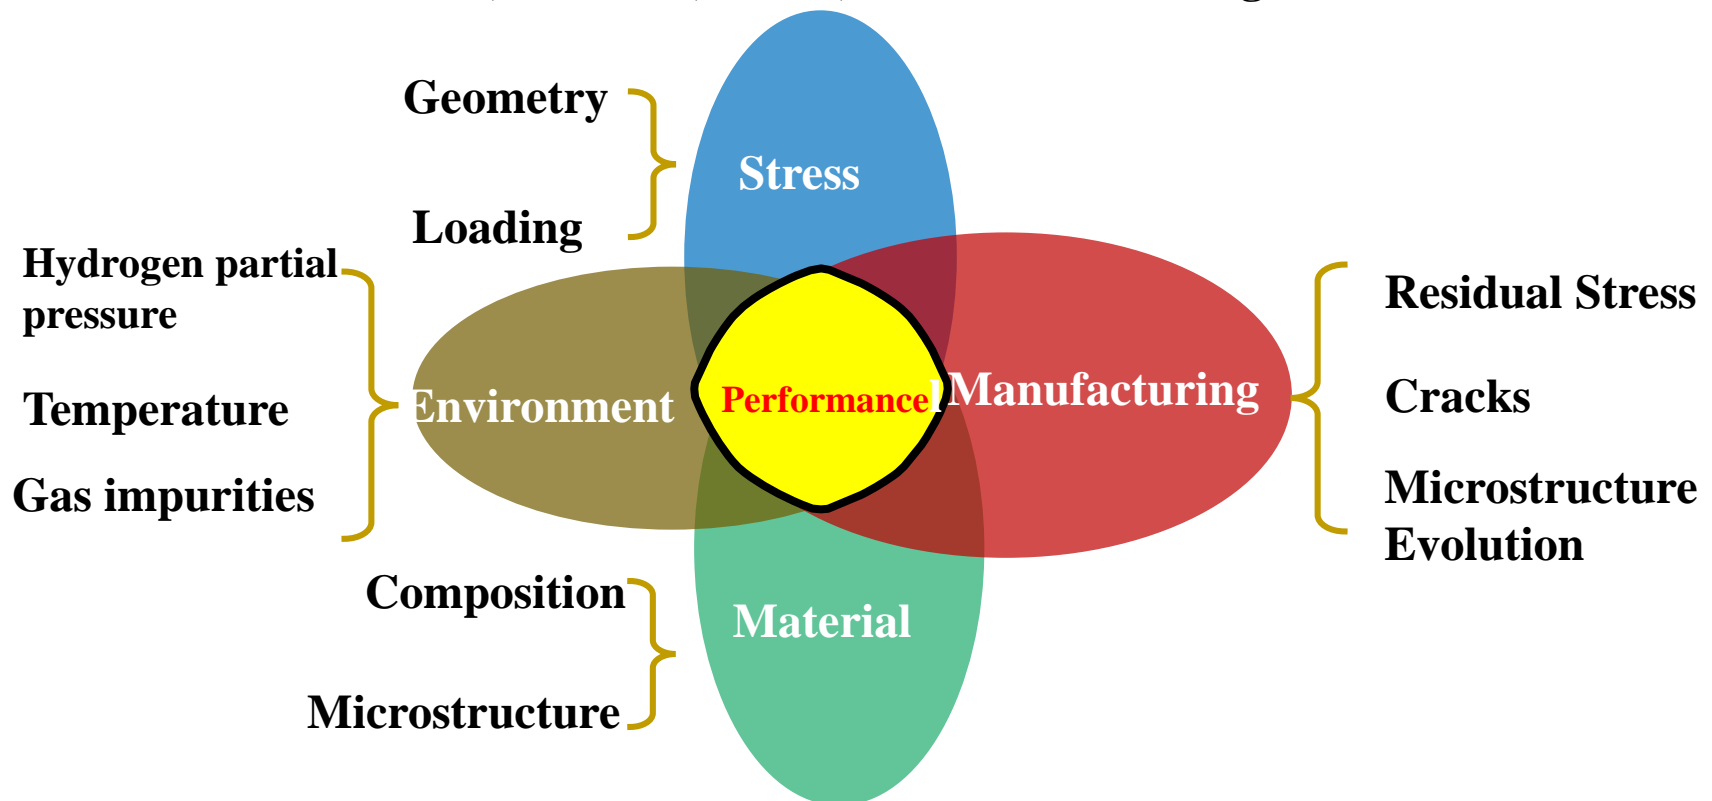 Geometry
Stress
Loading
Hydrogen partial
pressure
Temperature
Gas impurities
Environment
Performance
Manufacturing
Residual Stress
Cracks
Microstructure
Evolution
Composition
Material
Microstructure